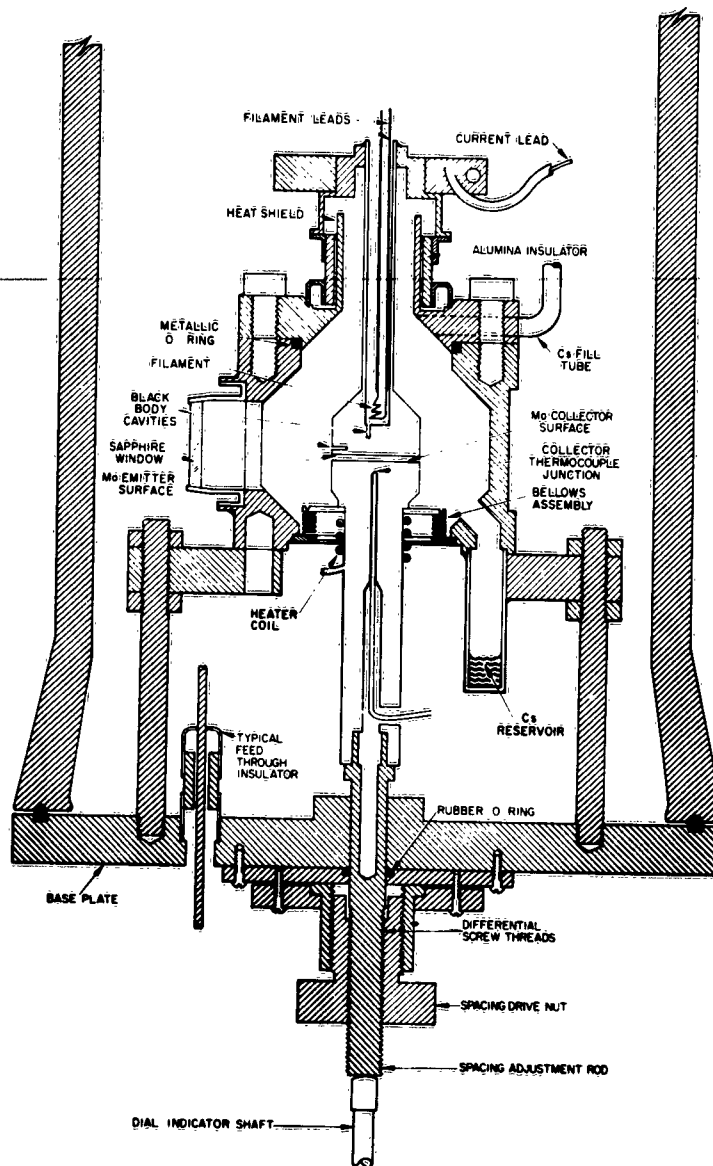 FILAMENT LEADS
CURRENT LEAD
HEAT SHIELD
ALUMINA INSULATOR
METALLIC
O RING
Cs FILL
TUBE
FILAMENT
BLACK
BODY
CAVITIES
Mo COLLECTOR
SURFACE
SAPPHIRE
WINDOW
COLLECTOR
THERMOCOUPLE
JUNCTION
Mo EMITTER
SURFACE
BELLOWS
ASSEMBLY
HEATER
COIL
Cs
RESERVOIR
TYPICAL
FEED
THROUGH
INSULATOR
RUBBER O RING
BASE PLATE
DIFFERENTIAL
SCREW THREADS
SPACING DRIVE NUT
SPACING ADJUSTMENT ROD
DIAL INDICATOR SHAFT